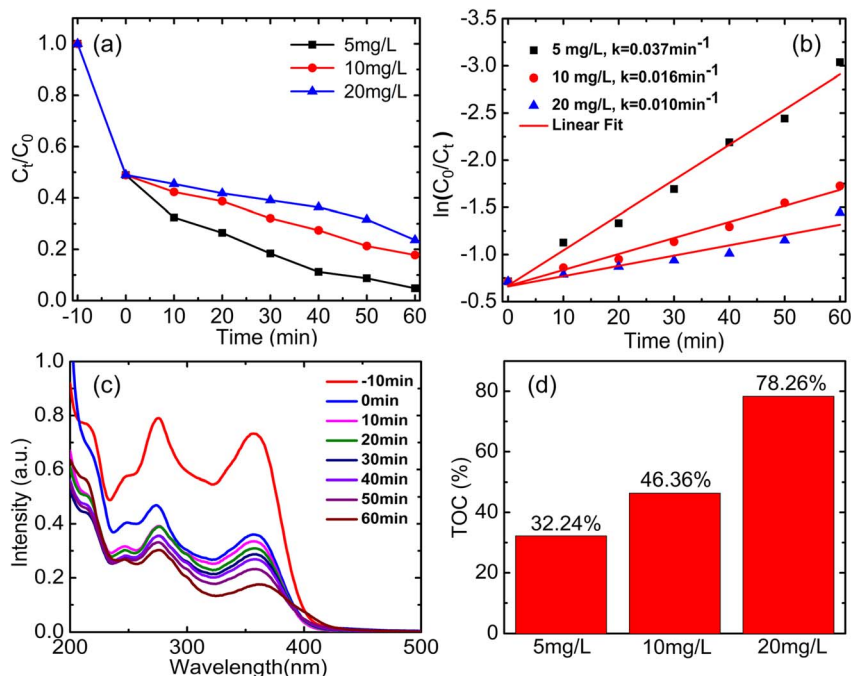 (a)
5mg/L
10mg/L
20mg/L
Ct/C0
1.0
0.8
0.6
0.4
0.2
0.0
-10 0 10 20 30 40 50 60
Time (min)
(b)
5 mg/L, k=0.037min-1
10 mg/L, k=0.016min-1
20 mg/L, k=0.010min-1
Linear Fit
ln(C0/Ct)
-3.5
-3.0
-2.5
-2.0
-1.5
-1.0
-0.5
0 10 20 30 40 50 60
Time (min)
(c)
-10min
0min
10min
20min
30min
40min
50min
60min
Intensity (a.u.)
1.0
0.8
0.6
0.4
0.2
0.0
200 300 400 500
Wavelength(nm)
(d)
TOC (%)
80
60
40
20
0
32.24%
46.36%
78.26%
5mg/L 10mg/L 20mg/L